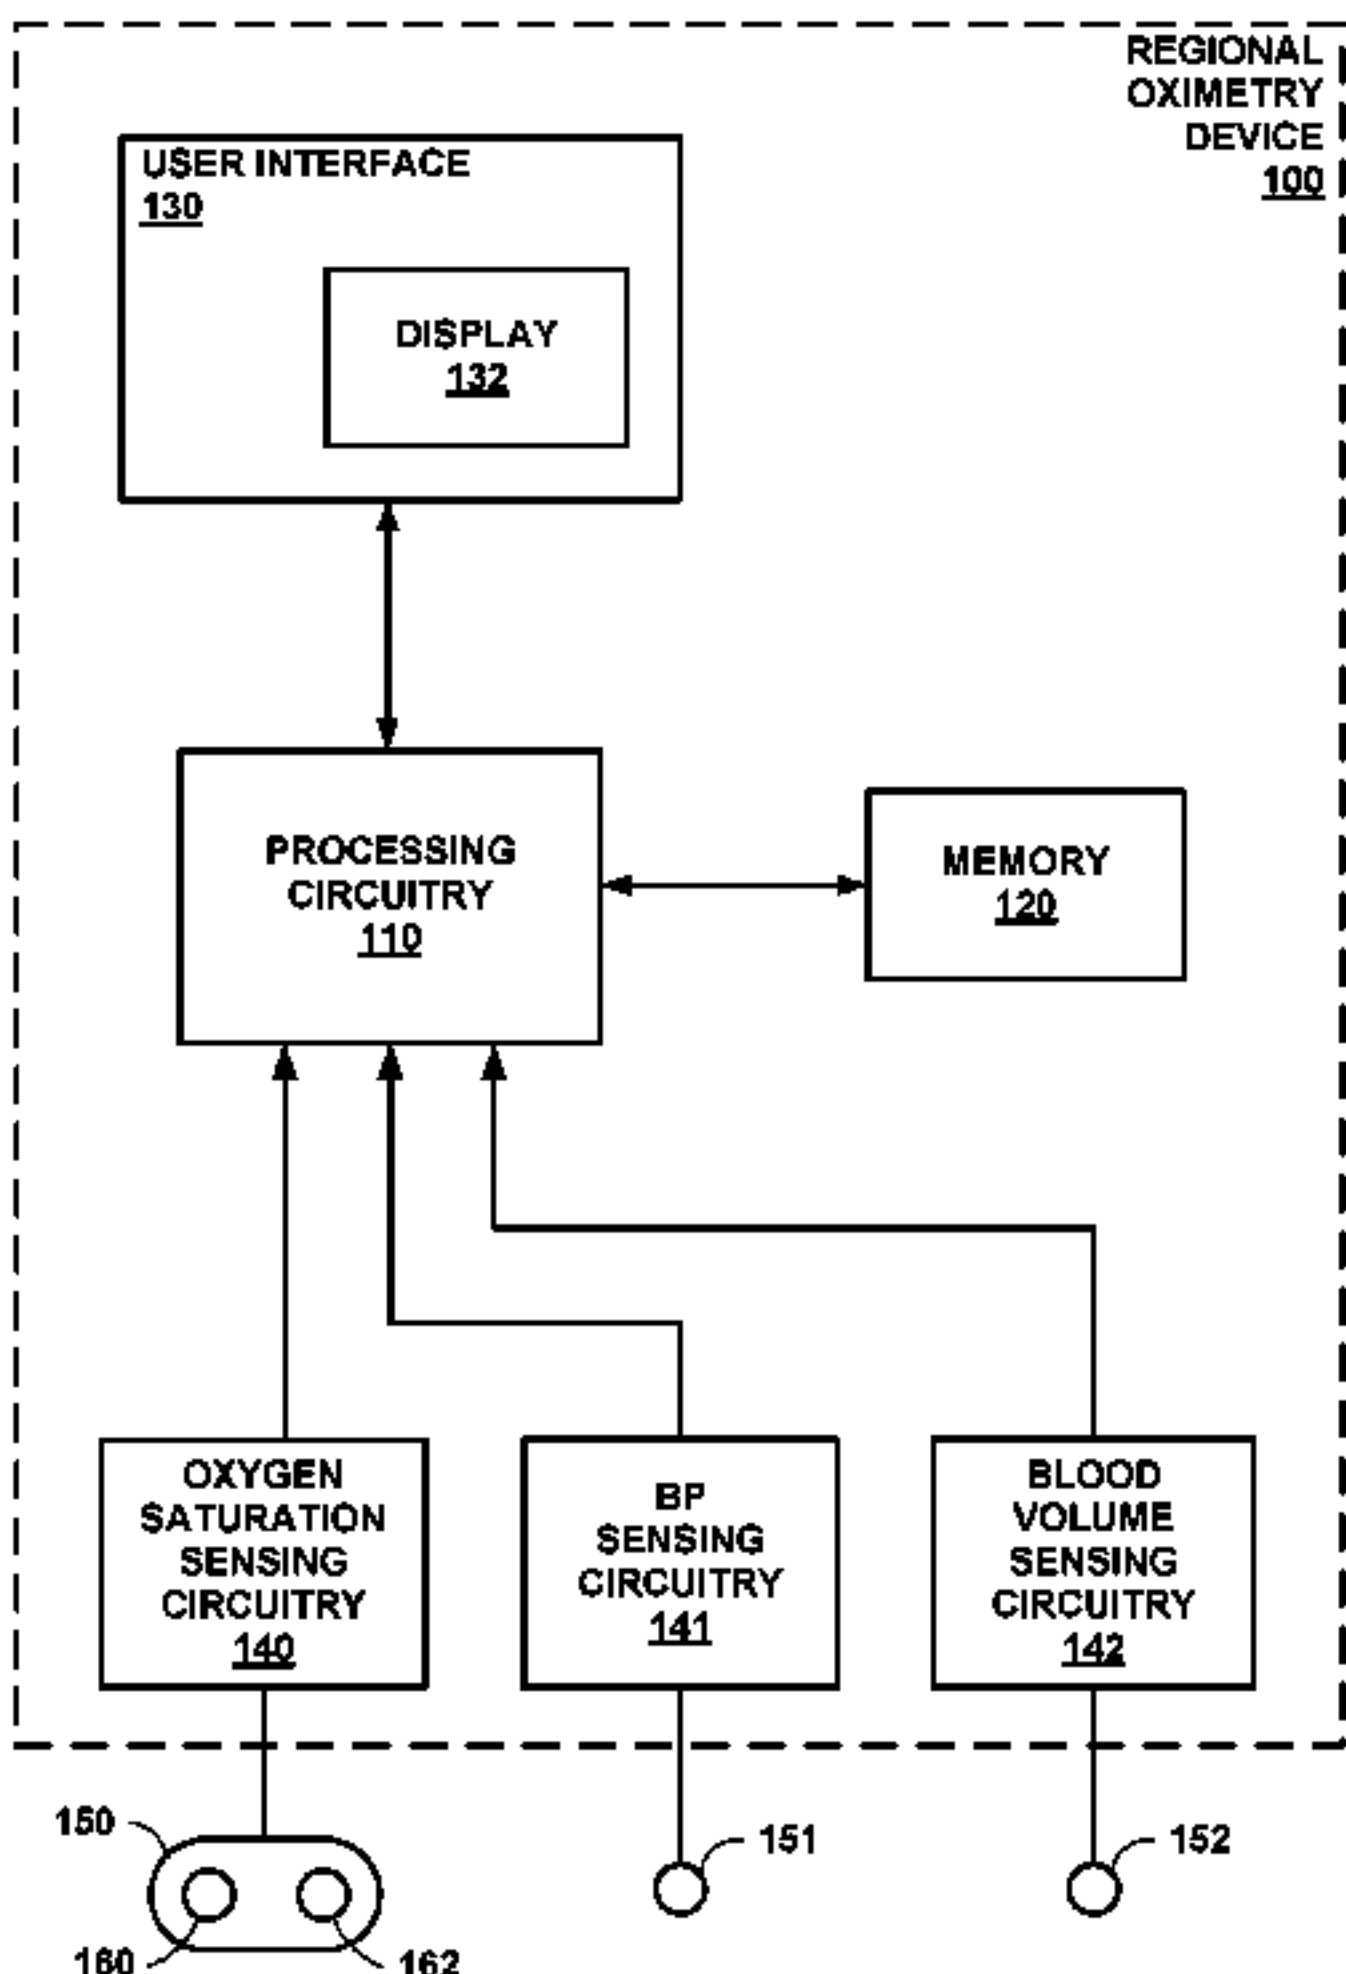 REGIONAL
OXIMETRY
DEVICE
100
USER INTERFACE
130
DISPLAY
132
PROCESSING
CIRCUITRY
110
MEMORY
120
OXYGEN
SATURATION
SENSING
CIRCUITRY
140
BP
SENSING
CIRCUITRY
141
BLOOD
VOLUME
SENSING
CIRCUITRY
142
150
151
152
160
162